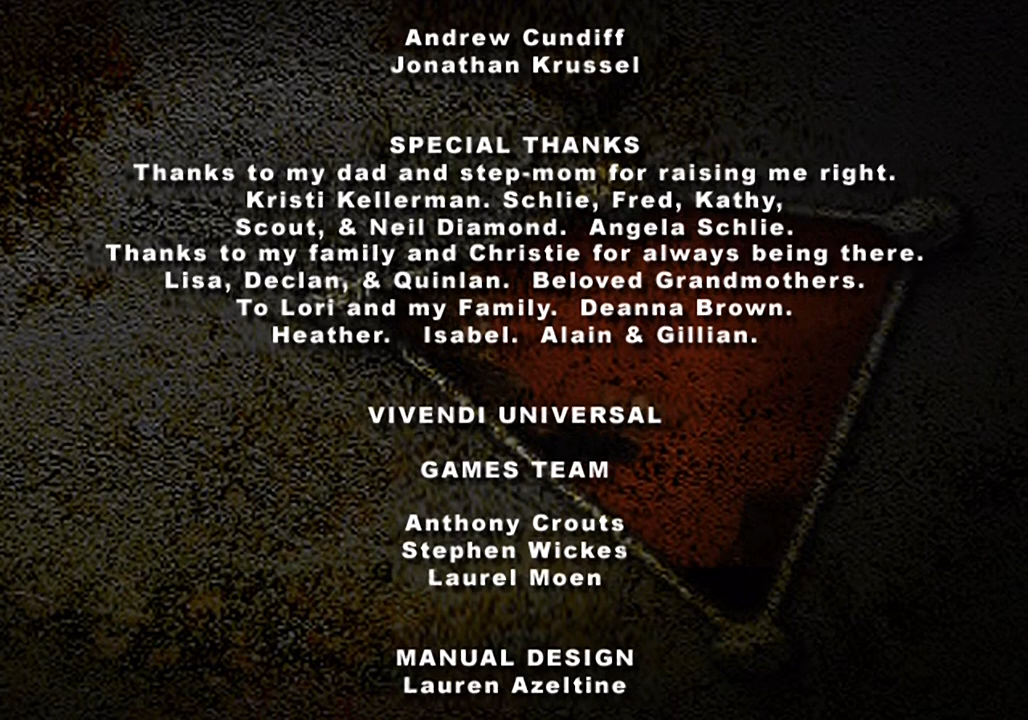 Andrew Cundiff
Jonathan Krussel
SPECIAL THANKS
Thanks to my dad and step-mom for raising me right.
Kristi Kellerman. Schlie, Fred, Kathy,
Scout, & Neil Diamond.  Angela Schlie.
Thanks to my family and Christie for always being there.
Lisa, Declan, & Quinlan.  Beloved Grandmothers.
To Lori and my Family.  Deanna Brown.
Heather.   Isabel.  Alain & Gillian.
VIVENDI UNIVERSAL
GAMES TEAM
Anthony Crouts
Stephen Wickes
Laurel Moen
MANUAL DESIGN
Lauren Azeltine